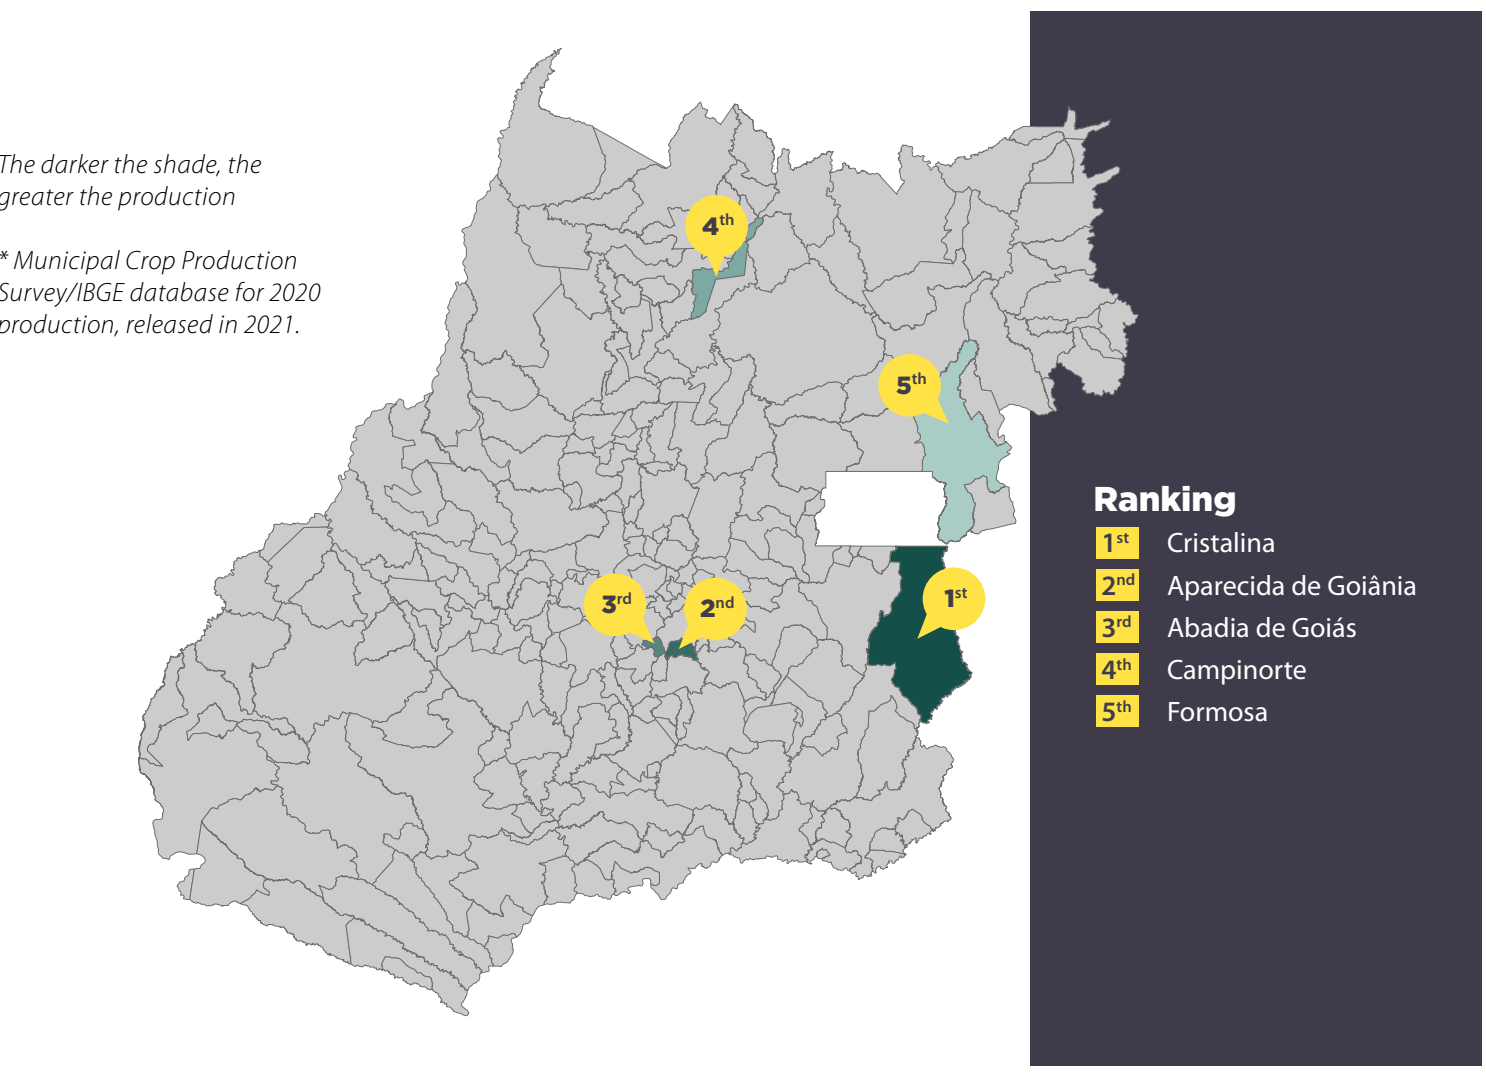 The darker the shade, the
greater the production
* Municipal Crop Production
Survey/IBGE database for 2020
production, released in 2021.
4th
5th
3rd
2nd
1st
Ranking
1st Cristalina
2nd Aparecida de Goiânia
3rd Abadia de Goiás
4th Campinorte
5th Formosa